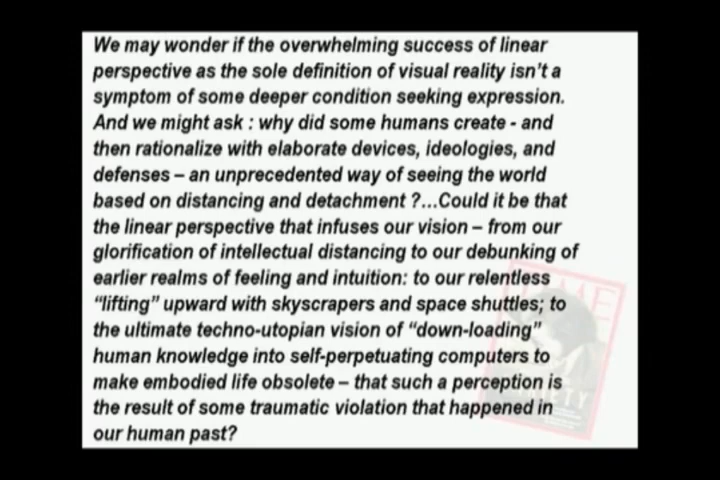 We may wonder if the overwhelming success of linear
perspective as the sole definition of visual reality isn't a
symptom of some deeper condition seeking expression.
And we might ask : why did some humans create - and
then rationalize with elaborate devices, ideologies, and
defenses – an unprecedented way of seeing the world
based on distancing and detachment ?...Could it be that
the linear perspective that infuses our vision – from our
glorification of intellectual distancing to our debunking of
earlier realms of feeling and intuition: to our relentless
“lifting” upward with skyscrapers and space shuttles; to
the ultimate techno-utopian vision of “down-loading”
human knowledge into self-perpetuating computers to
make embodied life obsolete – that such a perception is
the result of some traumatic violation that happened in
our human past?
TIME